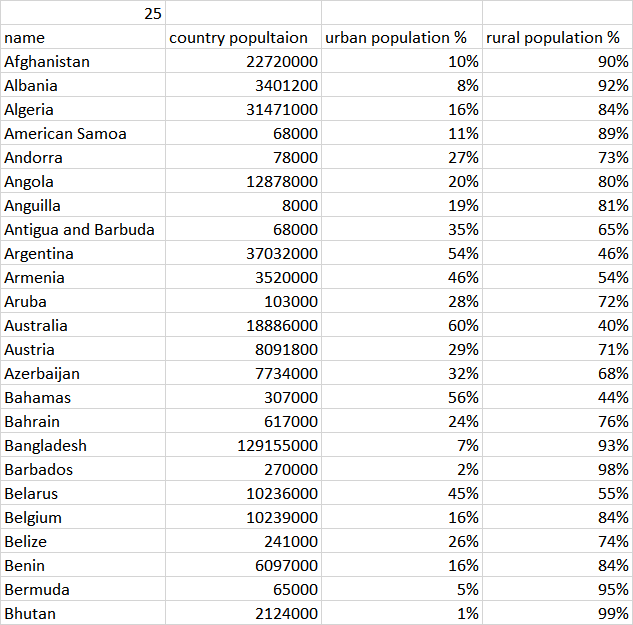 25
name country popultaion urban population % rural population %
Afghanistan 22720000 10% 90%
Albania 3401200 8% 92%
Algeria 31471000 16% 84%
American Samoa 68000 11% 89%
Andorra 78000 27% 73%
Angola 12878000 20% 80%
Anguilla 8000 19% 81%
Antigua and Barbuda 68000 35% 65%
Argentina 37032000 54% 46%
Armenia 3520000 46% 54%
Aruba 103000 28% 72%
Australia 18886000 60% 40%
Austria 8091800 29% 71%
Azerbaijan 7734000 32% 68%
Bahamas 307000 56% 44%
Bahrain 617000 24% 76%
Bangladesh 129155000 7% 93%
Barbados 270000 2% 98%
Belarus 10236000 45% 55%
Belgium 10239000 16% 84%
Belize 241000 26% 74%
Benin 6097000 16% 84%
Bermuda 65000 5% 95%
Bhutan 2124000 1% 99%